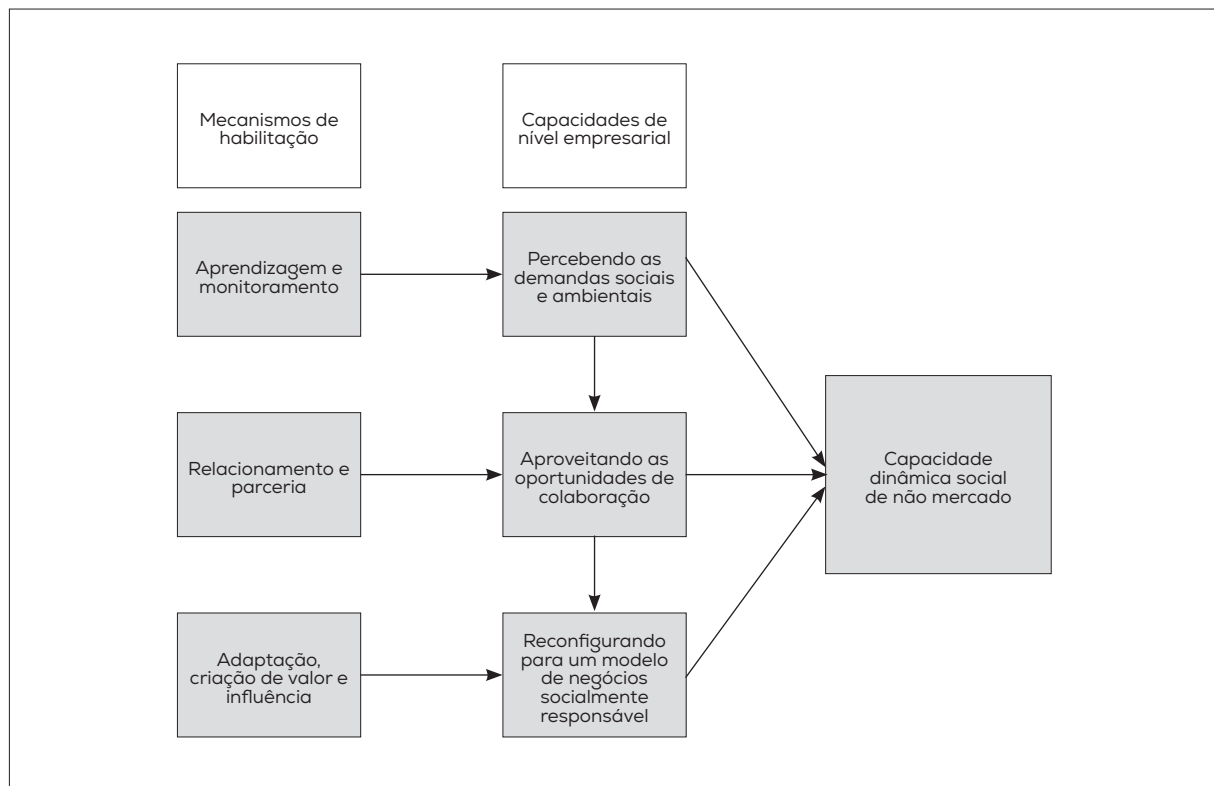 Mecanismos de
habilitação
Capacidades de
nível empresarial
Aprendizagem e
monitoramento
Percebendo as
demandas sociais
e ambientais
Relacionamento e
parceria
Aproveitando as
oportunidades de
colaboração
Capacidade
dinâmica social
de não mercado
Adaptação,
criação de valor e
influência
Reconfigurando
para um modelo
de negócios
socialmente
responsável